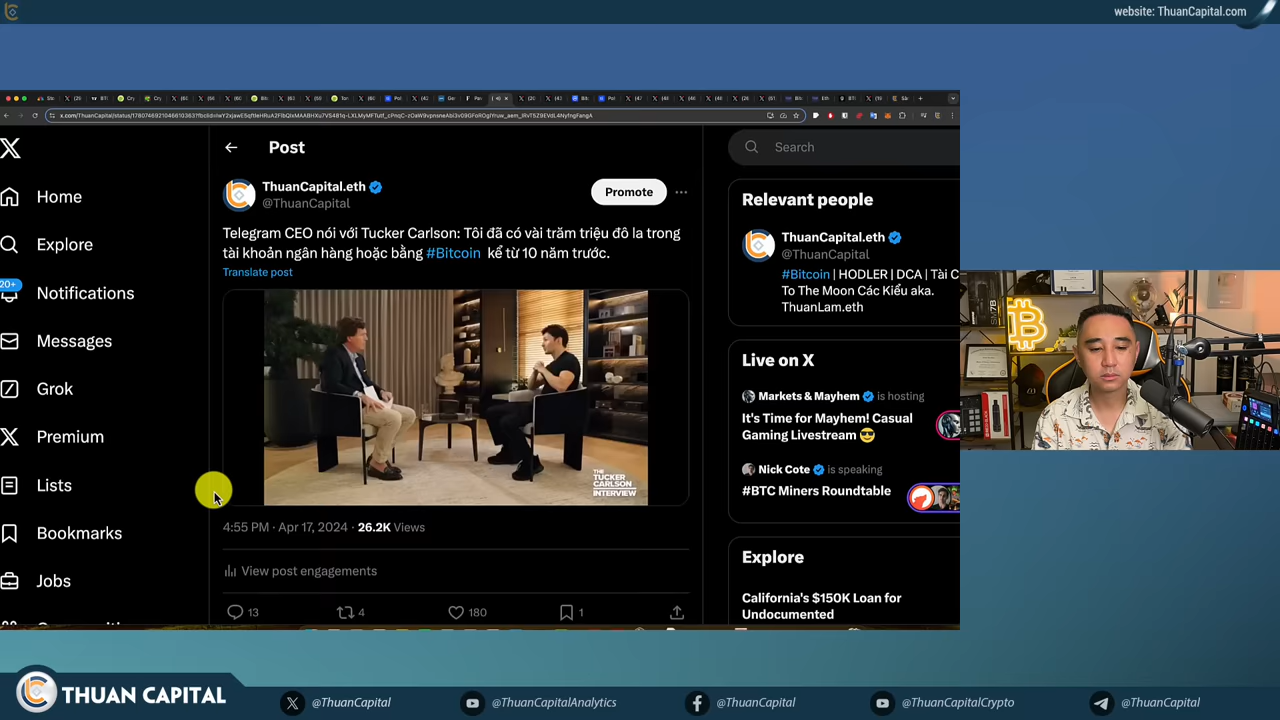 website: ThuanCapital.com
Post
ThuanCapital.eth
@ThuanCapital
Promote
Telegram CEO nói với Tucker Carlson: Tôi đã có vài trăm triệu đô la trong
tài khoản ngân hàng hoặc bằng #Bitcoin kể từ 10 năm trước.
Translate post
THE
TUCKER
CARLSON
INTERVIEW
4:55 PM · Apr 17, 2024 · 26.2K Views
View post engagements
13
4
180
1
Home
Explore
20+
Notifications
Messages
Grok
Premium
Lists
Bookmarks
Jobs
Search
Relevant people
ThuanCapital.eth
@ThuanCapital
#Bitcoin | HODLER | DCA | Tài C
To The Moon Các Kiểu aka.
ThuanLam.eth
Live on X
Markets & Mayhem is hosting
It's Time for Mayhem! Casual
Gaming Livestream 😎
Nick Cote is speaking
#BTC Miners Roundtable
Explore
California's $150K Loan for
Undocumented
THUAN CAPITAL
@ThuanCapital
@ThuanCapitalAnalytics
@ThuanCapital
@ThuanCapitalCrypto
@ThuanCapital